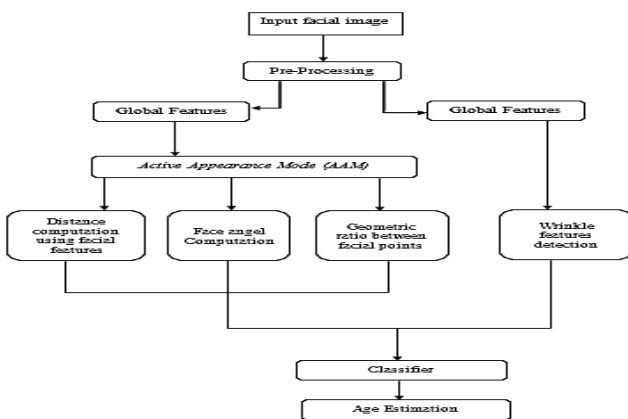 Input facial image
Pre-Processing
Global Features
Global Features
Active Appearance Mode (AAM)
Distance
computation
using facial
features
Face angel
Computation
Geometric
ratio between
facial points
Wrinkle
features
detection
Classifier
Age Estimation